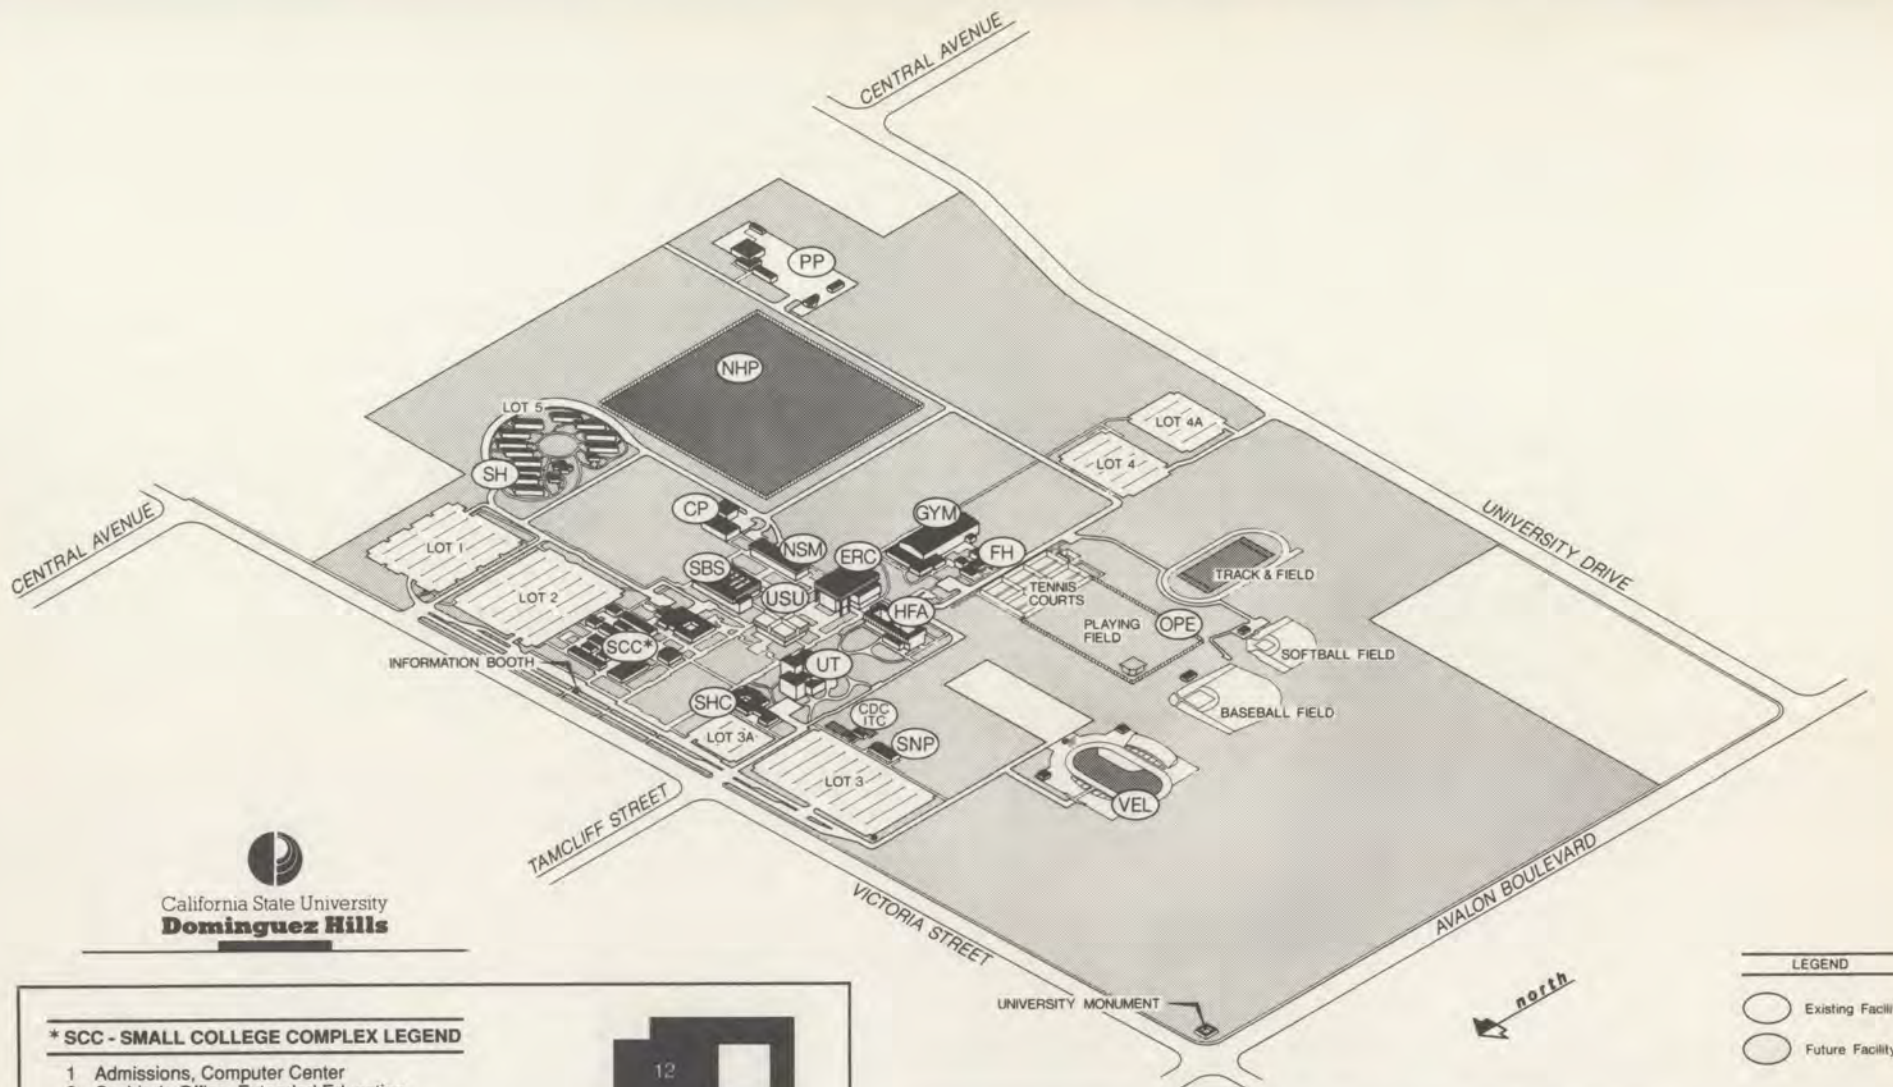 CENTRAL AVENUE
PP
NHP
LOT 5
LOT 4A
LOT 4
SH
UNIVERSITY DRIVE
CENTRAL AVENUE
CP
GYM
LOT 1
NSM
ERC
FH
SBS
TRACK & FIELD
LOT 2
USU
TENNIS
COURTS
HFA
PLAYING
FIELD
OPE
SCC*
SOFTBALL FIELD
INFORMATION BOOTH
UT
SHC
CDC
ITC
BASEBALL FIELD
LOT 3A
SNP
LOT 3
VEL
TAMCLIFF STREET
VICTORIA STREET
AVALON BOULEVARD
California State University
Dominguez Hills
UNIVERSITY MONUMENT
north
LEGEND
Existing Facili
Future Facility
* SCC - SMALL COLLEGE COMPLEX LEGEND
1 Admissions, Computer Center
12